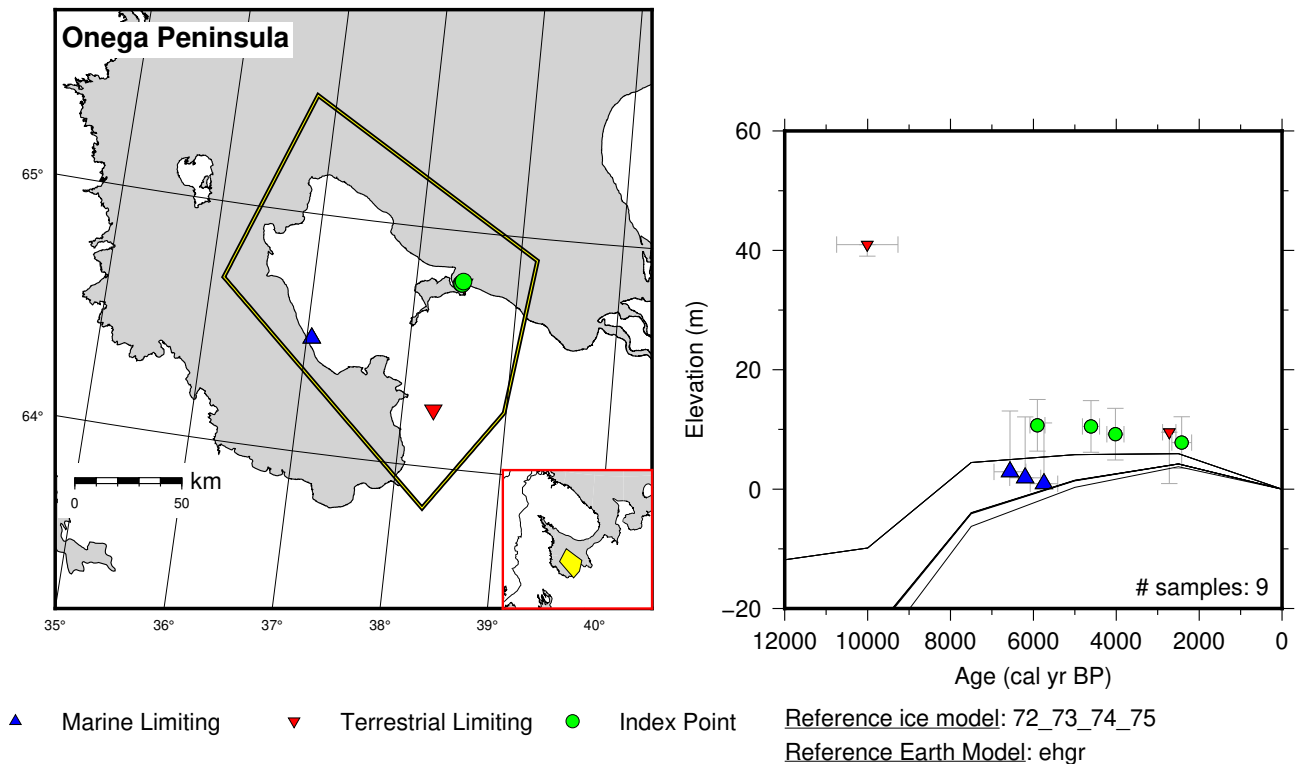 Onega Peninsula
65°
64°
km
0 50
35° 36° 37° 38° 39° 40°
60
40
20
0
−20
Elevation (m)
# samples: 9
12000 10000 8000 6000 4000 2000 0
Age (cal yr BP)
Marine Limiting Terrestrial Limiting Index Point
Reference ice model: 72_73_74_75
Reference Earth Model: ehgr